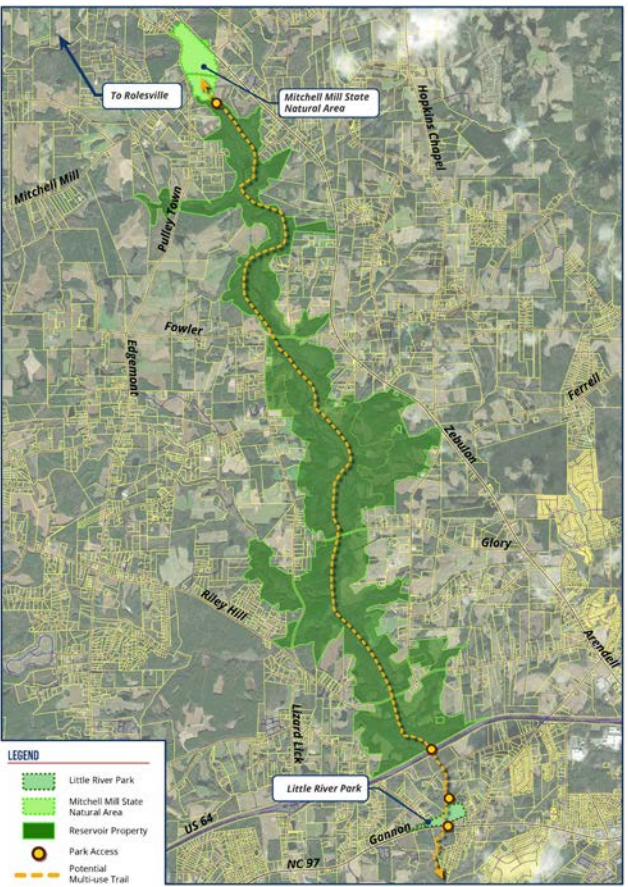 To Rolesville
Mitchell Mill State
Natural Area
Hopkins Chapel
Mitchell Mill
Pulley Town
Fowler
Edgemont
Ferrell
Zebulon
Glory
Riley Hill
Arendell
Lizard Lick
LEGEND
Little River Park
Mitchell Mill State
Natural Area
Reservoir Property
Park Access
Potential
Multi-use Trail
Little River Park
US 64
Gannon
NC 97